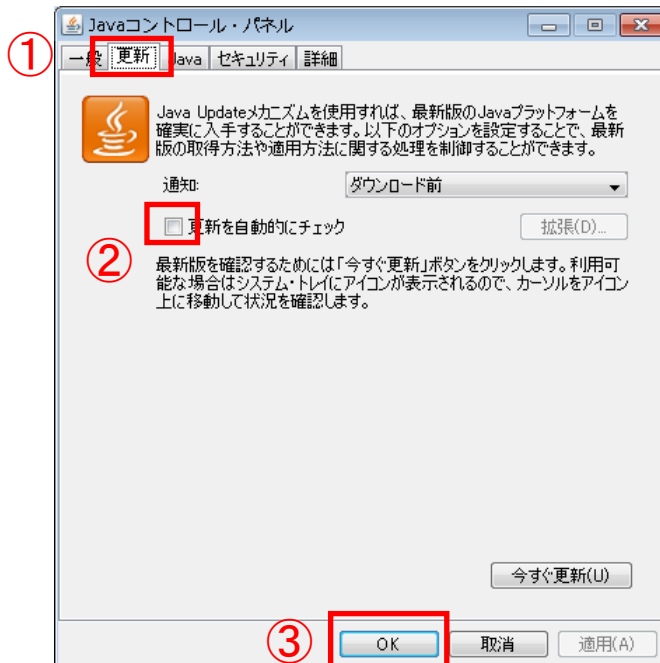 Javaコントロール・パネル
①
一般 更新 Java セキュリティ 詳細
Java Updateメカニズムを使用すれば、最新版のJavaプラットフォームを
確実に入手することができます。以下のオプションを設定することで、最新
版の取得方法や適用方法に関する処理を制御することができます。
通知: ダウンロード前
更新を自動的にチェック 拡張(D)...
②
最新版を確認するためには「今すぐ更新」ボタンをクリックします。利用可
能な場合はシステム・トレイにアイコンが表示されるので、カーソルをアイコン
上に移動して状況を確認します。
今すぐ更新(U)
③
OK 取消 適用(A)